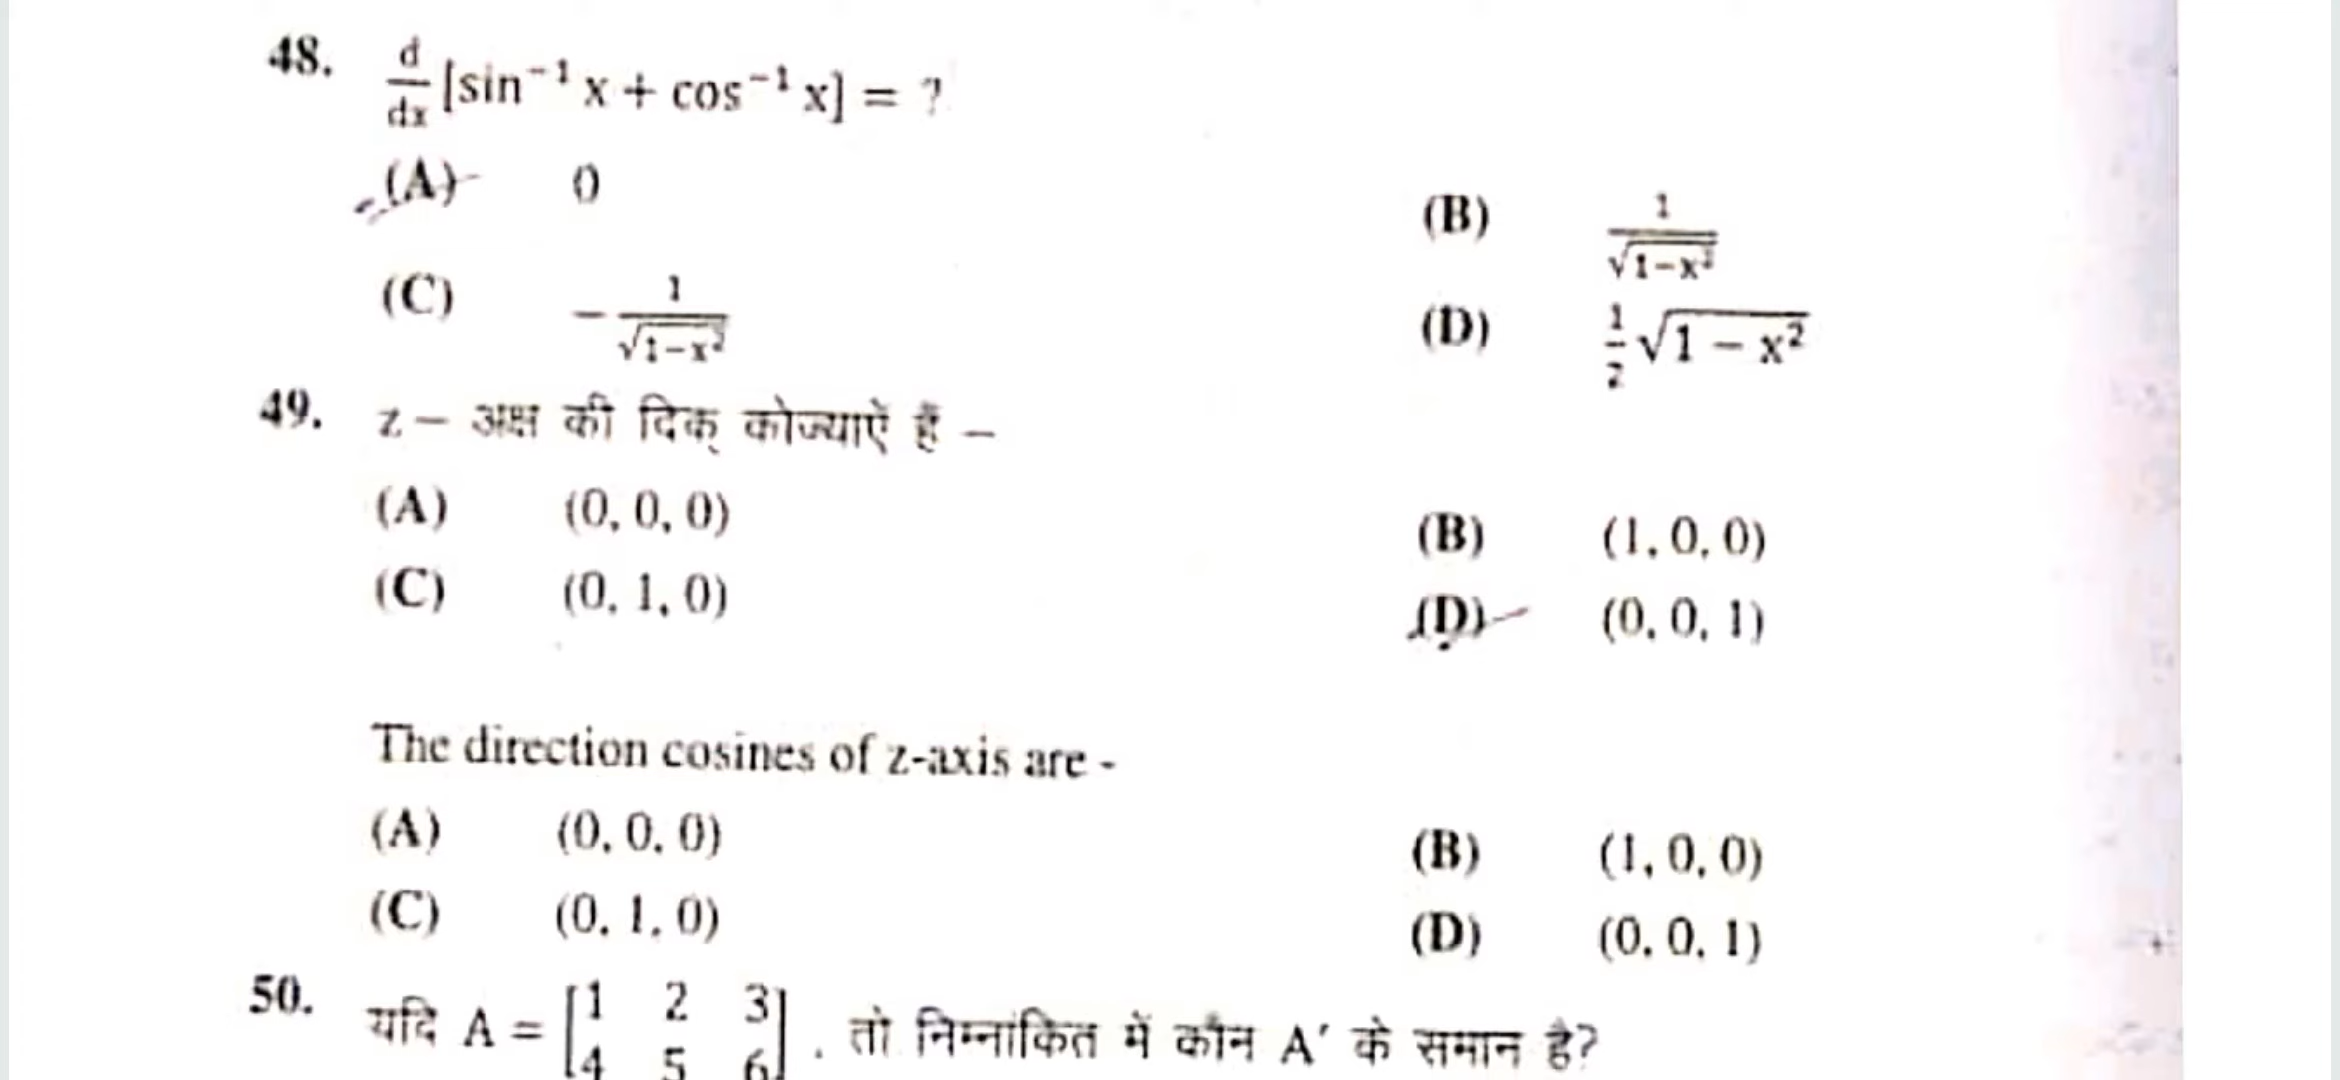 48. d/dx [sin⁻¹ x + cos⁻¹ x] = ?
(A) 0
(B) 1/√1−x²
(C) −1/√1−x²
(D) 1/2 √1 − x²
49. z − अक्ष की दिक् कोज्याएँ हैं −
(A) (0, 0, 0)
(B) (1, 0, 0)
(C) (0, 1, 0)
(D) (0, 0, 1)
The direction cosines of z-axis are -
(A) (0, 0, 0)
(B) (1, 0, 0)
(C) (0, 1, 0)
(D) (0, 0, 1)
50. यदि A = [1 2 3
4 5 6] . तो निम्नांकित में कौन A′ के समान है?